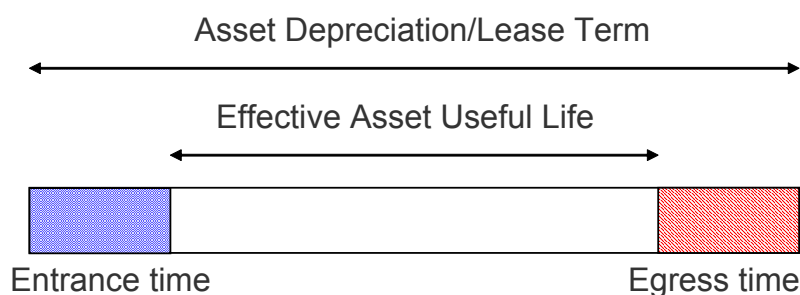 Asset Depreciation/Lease Term
Effective Asset Useful Life
Entrance time
Egress time